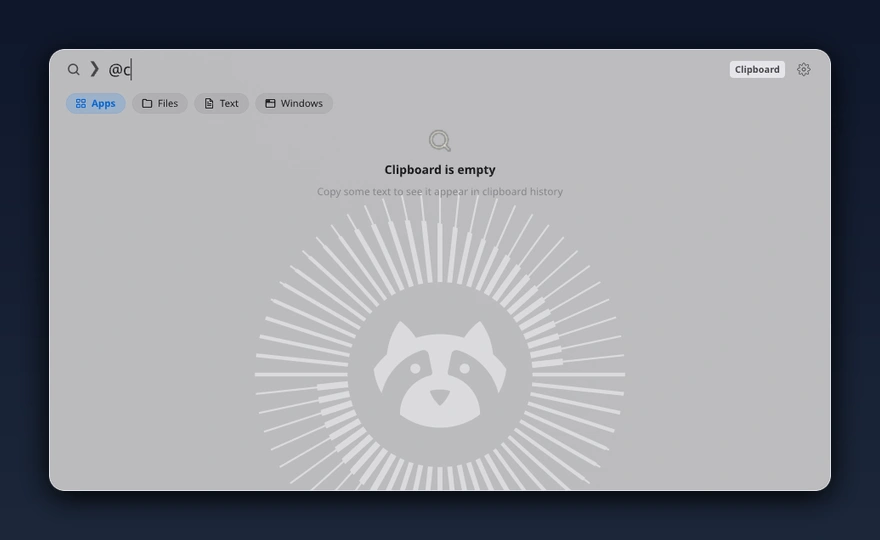 ❯ @c
Clipboard
Apps Files Text Windows
Clipboard is empty
Copy some text to see it appear in clipboard history